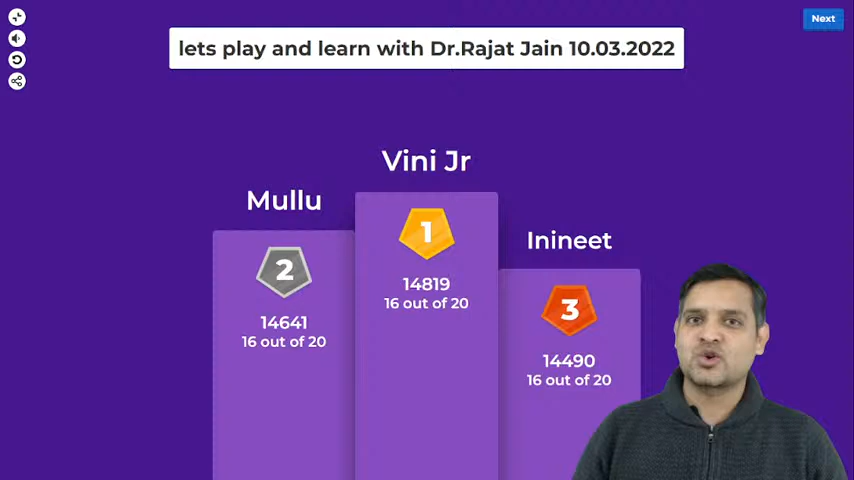 Next
lets play and learn with Dr.Rajat Jain 10.03.2022
Vini Jr
Mullu
Inineet
1
2
3
14819
16 out of 20
14641
16 out of 20
14490
16 out of 20